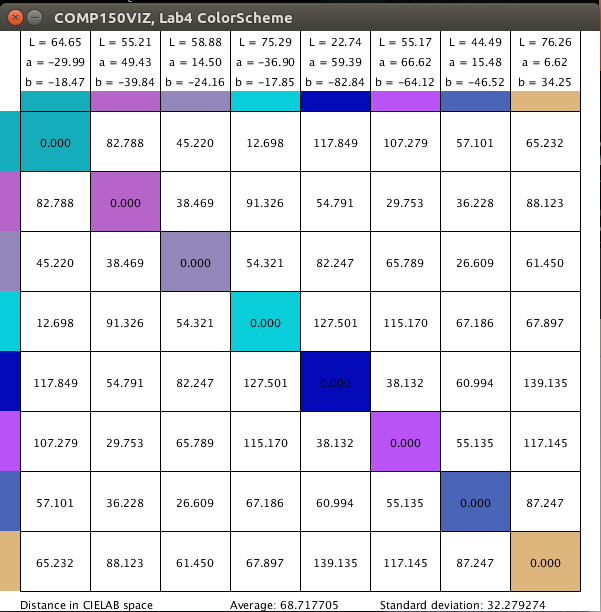 COMP150VIZ, Lab4 ColorScheme
L = 64.65 L = 55.21 L = 58.88 L = 75.29 L = 22.74 L = 55.17 L = 44.49 L = 76.26
a = −29.99 a = 49.43 a = 14.50 a = −36.90 a = 59.39 a = 66.62 a = 15.48 a = 6.62
b = −18.47 b = −39.84 b = −24.16 b = −17.85 b = −82.84 b = −64.12 b = −46.52 b = 34.25
0.000 82.788 45.220 12.698 117.849 107.279 57.101 65.232
82.788 0.000 38.469 91.326 54.791 29.753 36.228 88.123
45.220 38.469 0.000 54.321 82.247 65.789 26.609 61.450
12.698 91.326 54.321 0.000 127.501 115.170 67.186 67.897
117.849 54.791 82.247 127.501 0.000 38.132 60.994 139.135
107.279 29.753 65.789 115.170 38.132 0.000 55.135 117.145
57.101 36.228 26.609 67.186 60.994 55.135 0.000 87.247
65.232 88.123 61.450 67.897 139.135 117.145 87.247 0.000
Distance in CIELAB space Average: 68.717705 Standard deviation: 32.279274